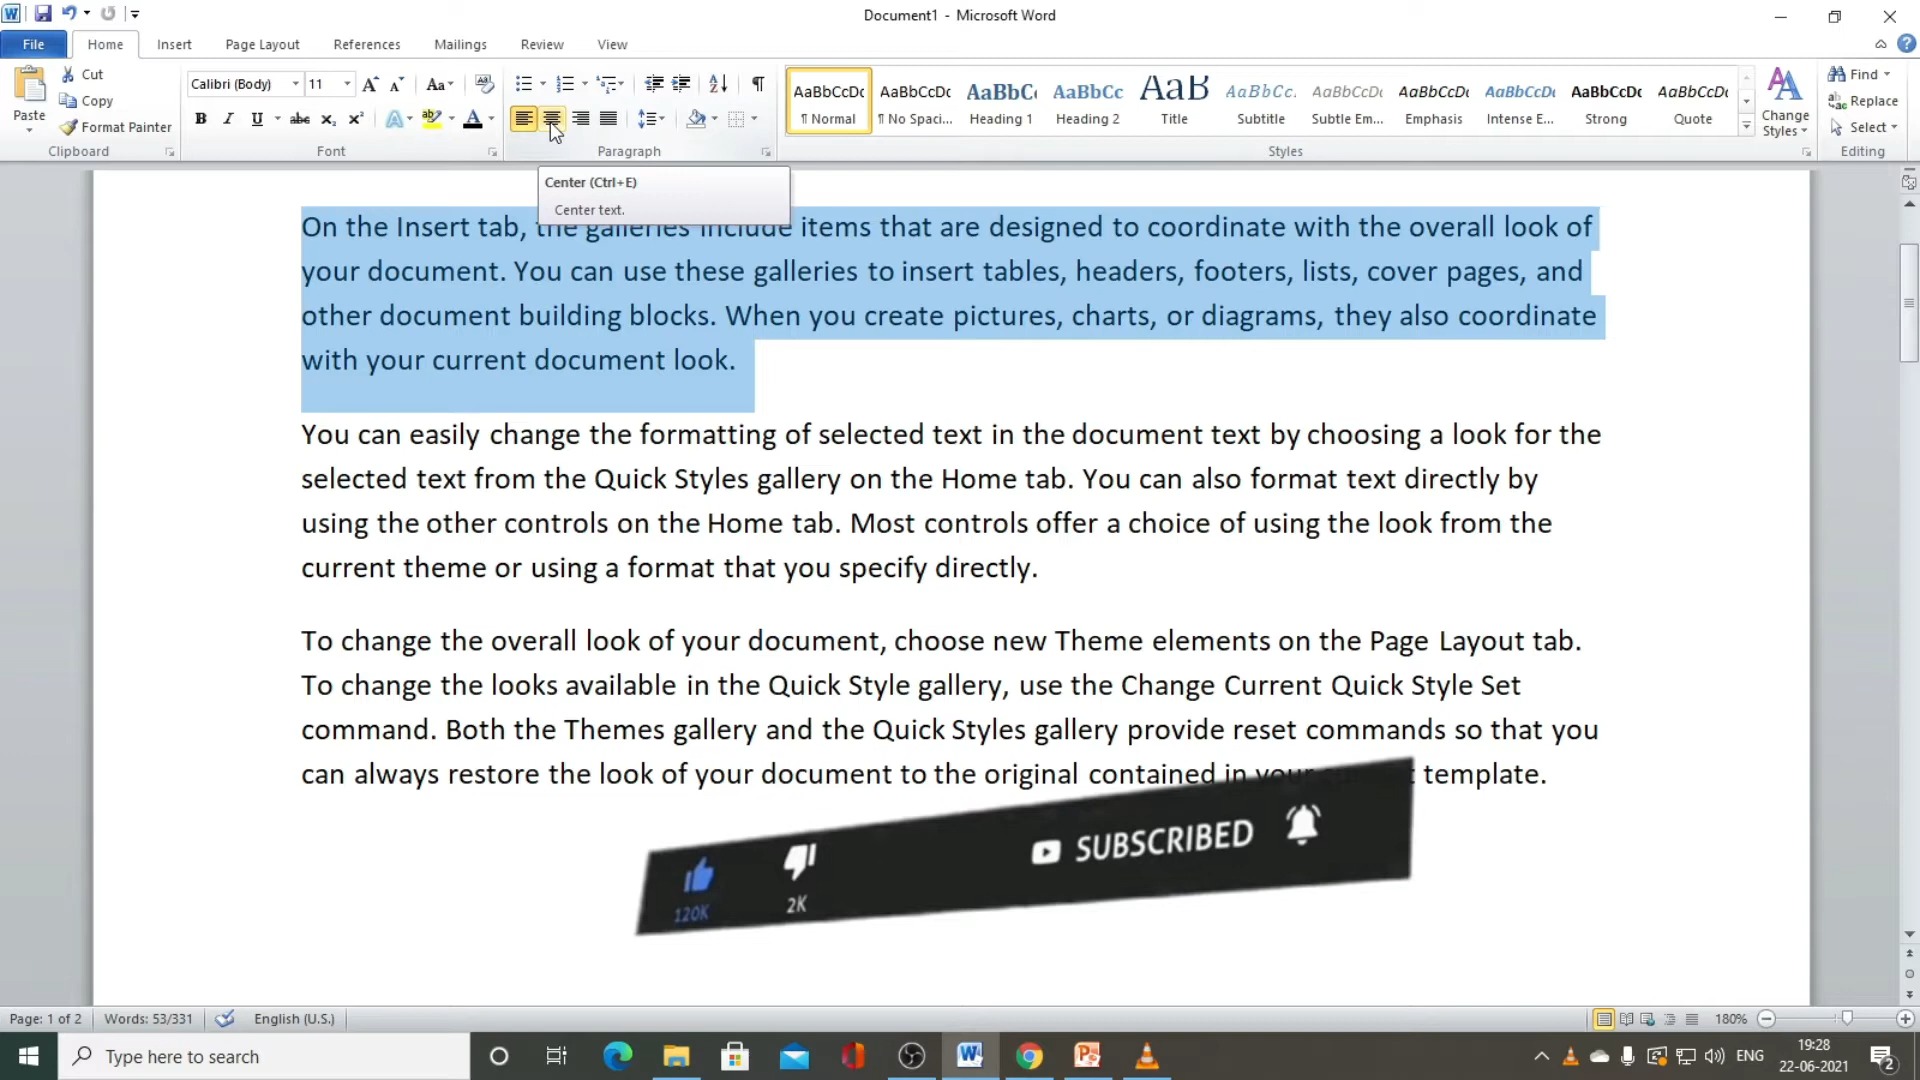 Document1 - Microsoft Word
File Home Insert Page Layout References Mailings Review View
Paste
Cut
Copy
Format Painter
Clipboard
Calibri (Body) 11
Font
Paragraph
AaBbCcDc AaBbCcDc AaBbC AaBbCc AaB AaBbCc. AaBbCcDc AaBbCcDc AaBbCcDc AaBbCcDc AaBbCcDc
¶ Normal ¶ No Spaci... Heading 1 Heading 2 Title Subtitle Subtle Em... Emphasis Intense E... Strong Quote
Change Styles
Styles
Find
Replace
Select
Editing
Center (Ctrl+E)
Center text.
On the Insert tab, the galleries include items that are designed to coordinate with the overall look of
your document. You can use these galleries to insert tables, headers, footers, lists, cover pages, and
other document building blocks. When you create pictures, charts, or diagrams, they also coordinate
with your current document look.
You can easily change the formatting of selected text in the document text by choosing a look for the
selected text from the Quick Styles gallery on the Home tab. You can also format text directly by
using the other controls on the Home tab. Most controls offer a choice of using the look from the
current theme or using a format that you specify directly.
To change the overall look of your document, choose new Theme elements on the Page Layout tab.
To change the looks available in the Quick Style gallery, use the Change Current Quick Style Set
command. Both the Themes gallery and the Quick Styles gallery provide reset commands so that you
can always restore the look of your document to the original contained in your template.
120K 2K SUBSCRIBED
Page: 1 of 2 Words: 53/331 English (U.S.) 180%
Type here to search
ENG 19:28
22-06-2021 2